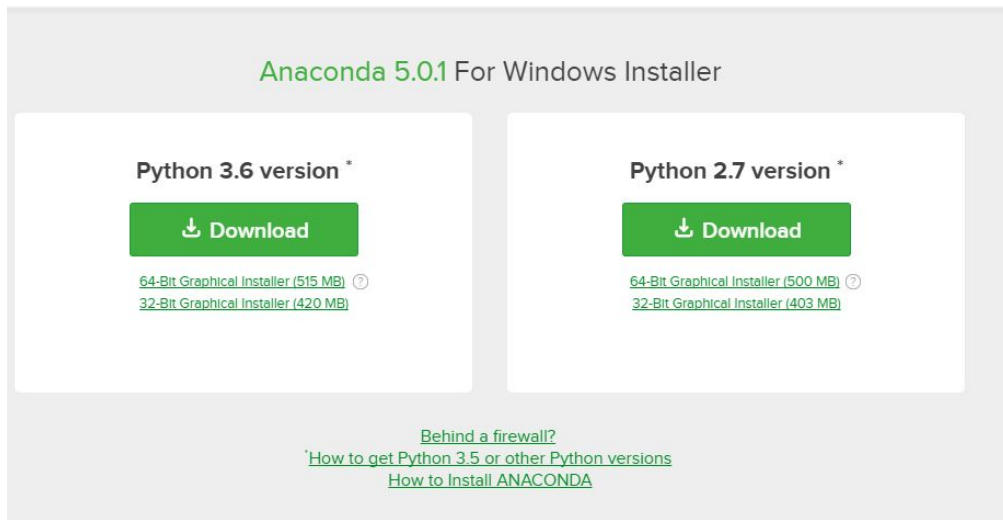 Anaconda 5.0.1 For Windows Installer
Python 3.6 version *
Download
64-Bit Graphical Installer (515 MB) ?
32-Bit Graphical Installer (420 MB)
Python 2.7 version *
Download
64-Bit Graphical Installer (500 MB) ?
32-Bit Graphical Installer (403 MB)
Behind a firewall?
*How to get Python 3.5 or other Python versions
How to Install ANACONDA